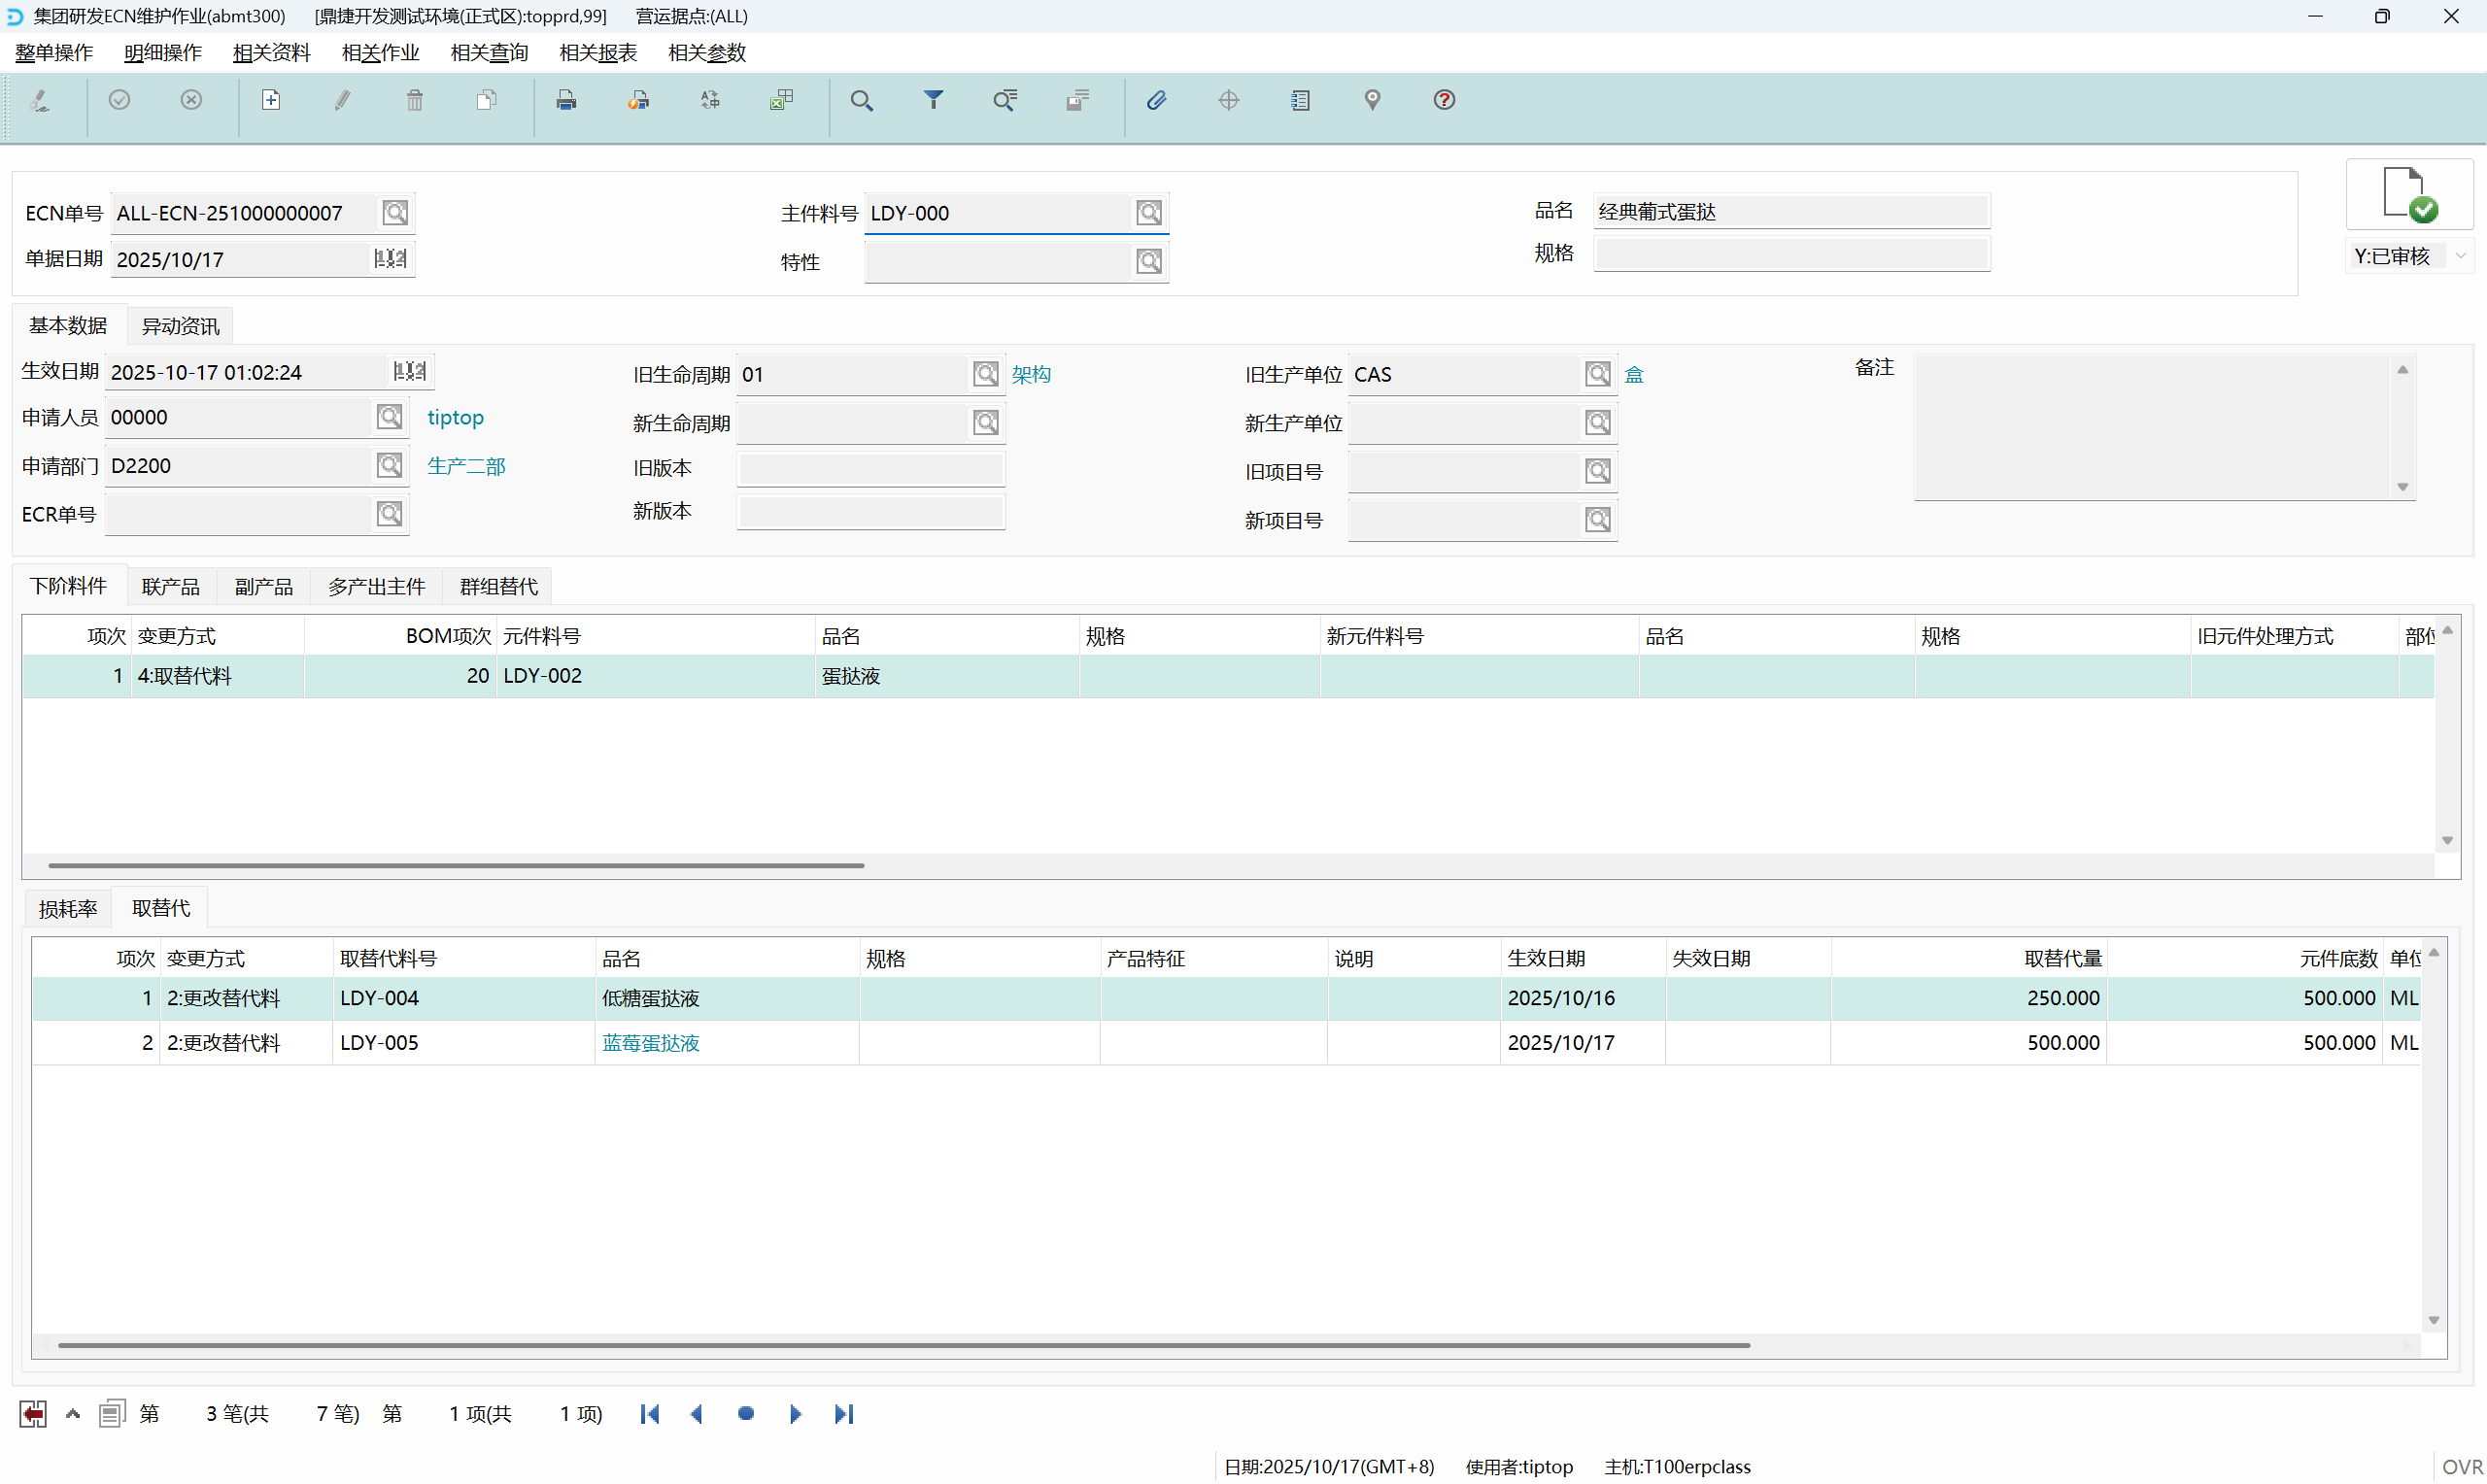 集团研发ECN维护作业(abmt300) [鼎捷开发测试环境(正式区):topprd,99] 营运据点:(ALL)
整单操作 明细操作 相关资料 相关作业 相关查询 相关报表 相关参数
ECN单号 ALL-ECN-251000000007 主件料号 LDY-000 品名 经典葡式蛋挞
单据日期 2025/10/17 特性 规格 Y:已审核
基本数据 异动资讯
生效日期 2025-10-17 01:02:24 旧生命周期 01 架构 旧生产单位 CAS 盒 备注
申请人员 00000 tiptop 新生命周期 新生产单位
申请部门 D2200 生产二部 旧版本 旧项目号
ECR单号 新版本 新项目号
下阶料件 联产品 副产品 多产出主件 群组替代
项次 变更方式 BOM项次 元件料号 品名 规格 新元件料号 品名 规格 旧元件处理方式 部位
1 4:取替代料 20 LDY-002 蛋挞液
损耗率 取替代
项次 变更方式 取替代料号 品名 规格 产品特征 说明 生效日期 失效日期 取替代量 元件底数 单位
1 2:更改替代料 LDY-004 低糖蛋挞液 2025/10/16 250.000 500.000 ML
2 2:更改替代料 LDY-005 蓝莓蛋挞液 2025/10/17 500.000 500.000 ML
第 3 笔(共 7 笔) 第 1 项(共 1 项)
日期:2025/10/17(GMT+8) 使用者:tiptop 主机:T100erpclass OVR